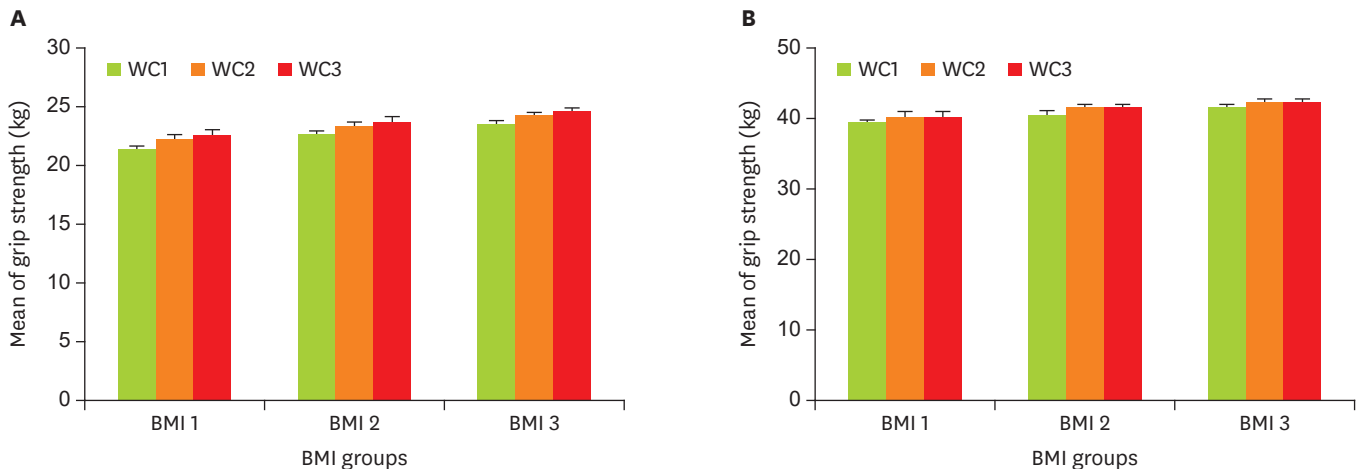 A
Mean of grip strength (kg)
30
25
20
15
10
5
0
WC1 WC2 WC3
BMI 1 BMI 2 BMI 3
BMI groups
B
Mean of grip strength (kg)
50
40
30
20
10
0
WC1 WC2 WC3
BMI 1 BMI 2 BMI 3
BMI groups